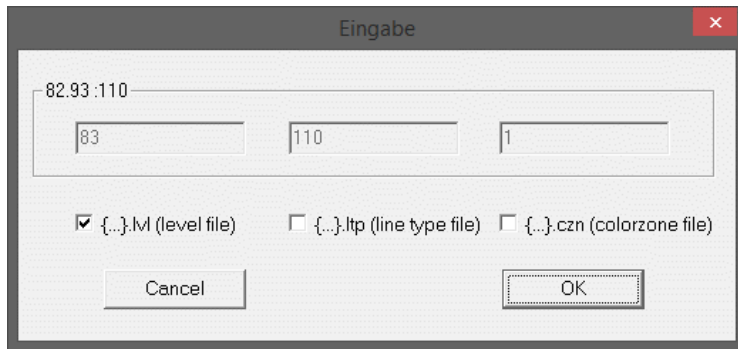 Eingabe
×
82.93 :110
83 110 1
{...}.lvl (level file) {...}.ltp (line type file) {...}.czn (colorzone file)
Cancel OK